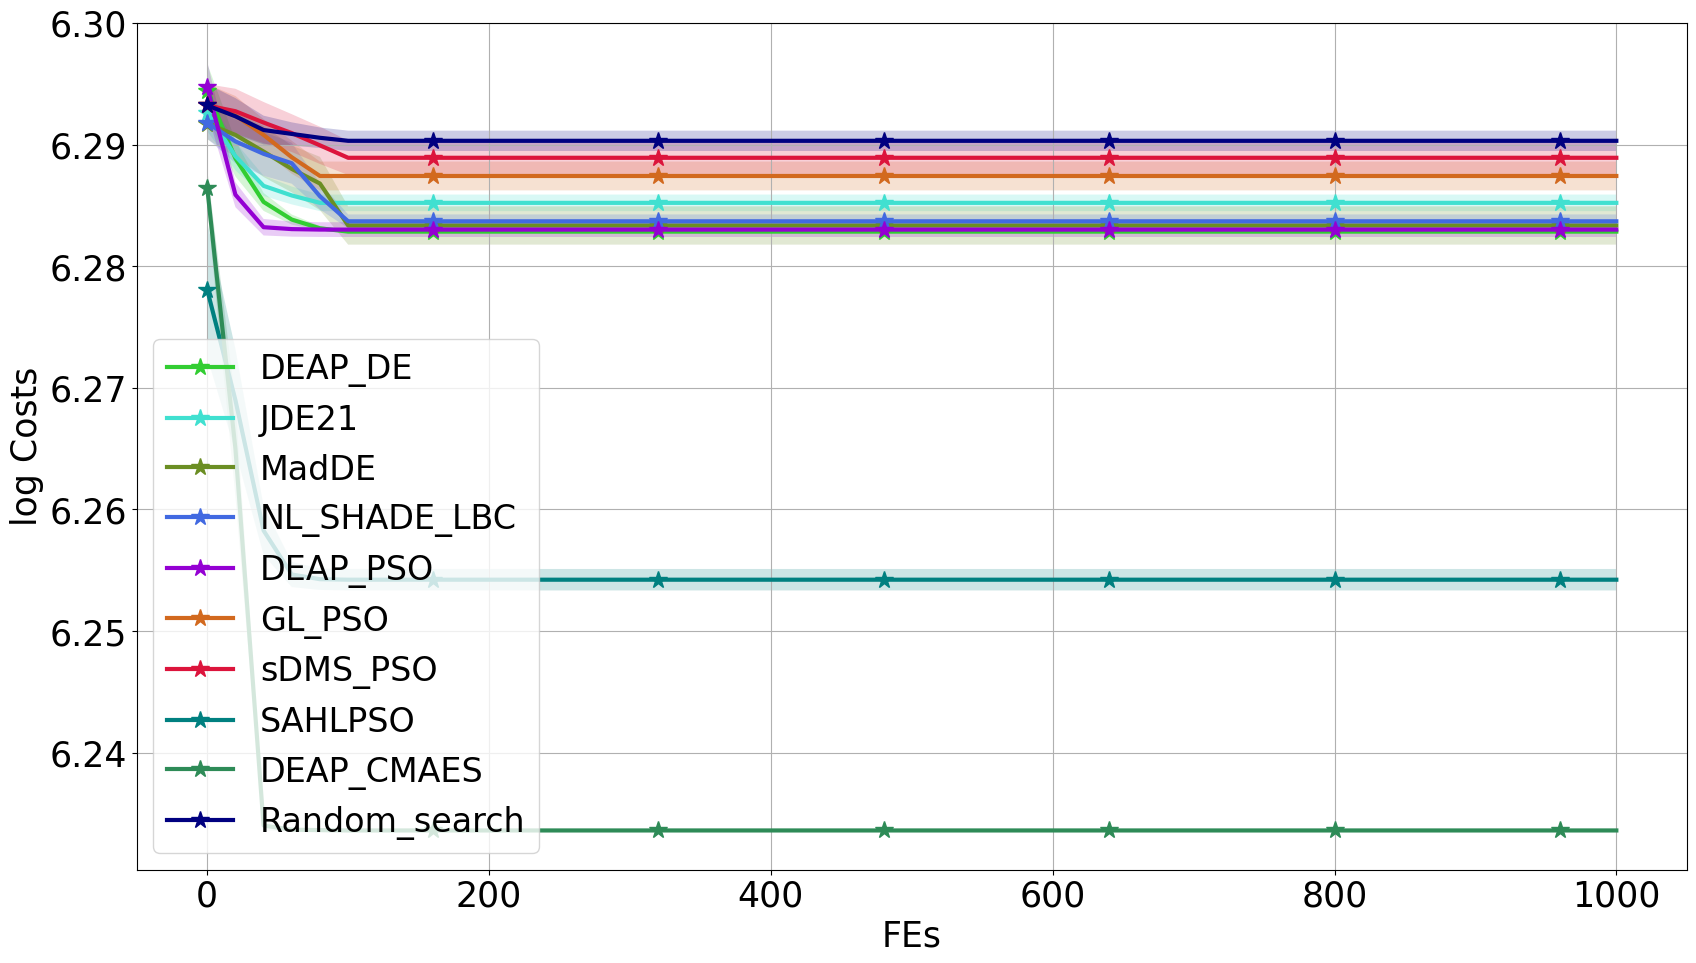 6.30
6.29
6.28
6.27
6.26
6.25
6.24
log Costs
DEAP_DE
JDE21
MadDE
NL_SHADE_LBC
DEAP_PSO
GL_PSO
sDMS_PSO
SAHLPSO
DEAP_CMAES
Random_search
0 200 400 600 800 1000
FEs